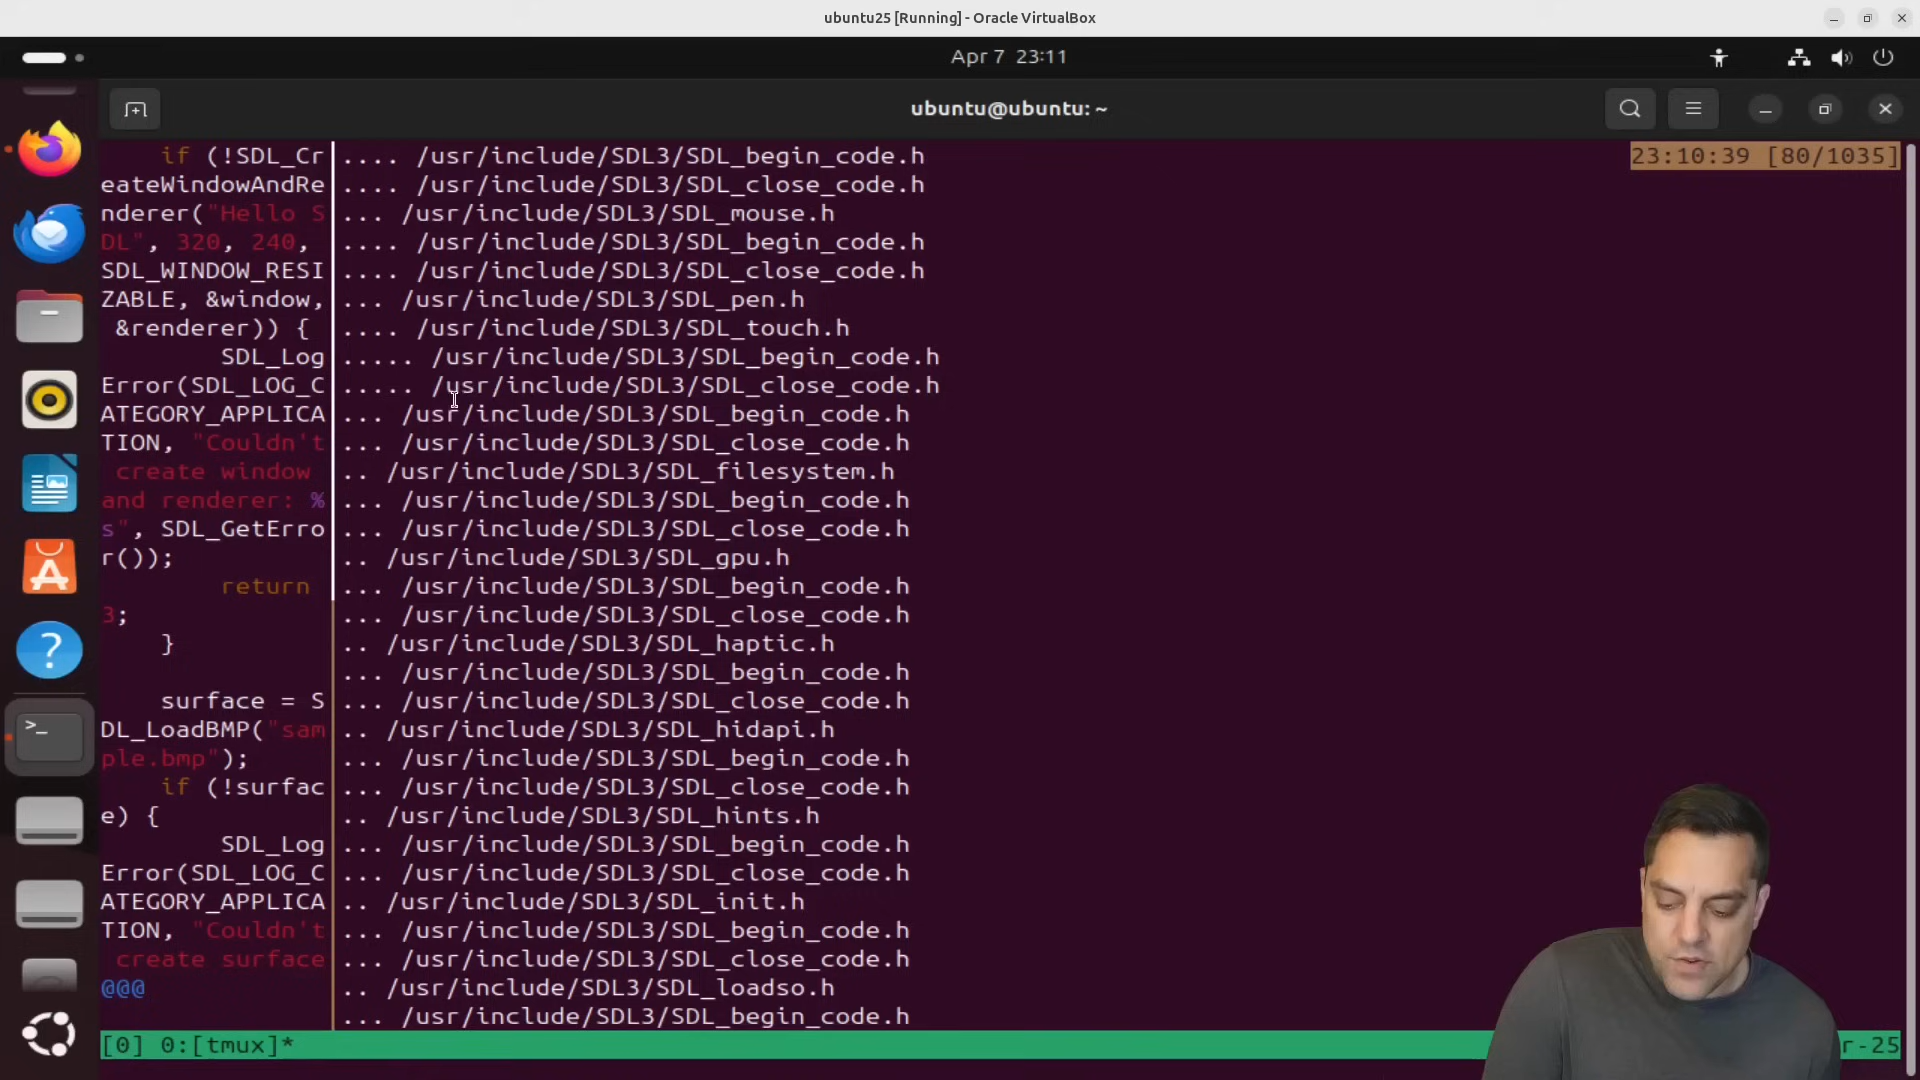 ubuntu25 [Running] - Oracle VirtualBox
Apr 7 23:11
ubuntu@ubuntu: ~
if (!SDL_Cr
eateWindowAndRe
nderer("Hello S
DL", 320, 240,
SDL_WINDOW_RESI
ZABLE, &window,
&renderer)) {
SDL_Log
Error(SDL_LOG_C
ATEGORY_APPLICA
TION, "Couldn't
create window
and renderer: %
s", SDL_GetErro
r());
return
3;
}
surface = S
DL_LoadBMP("sam
ple.bmp");
if (!surfac
e) {
SDL_Log
Error(SDL_LOG_C
ATEGORY_APPLICA
TION, "Couldn't
create surface
@@@
.... /usr/include/SDL3/SDL_begin_code.h
23:10:39 [80/1035]
.... /usr/include/SDL3/SDL_close_code.h
... /usr/include/SDL3/SDL_mouse.h
.... /usr/include/SDL3/SDL_begin_code.h
.... /usr/include/SDL3/SDL_close_code.h
... /usr/include/SDL3/SDL_pen.h
.... /usr/include/SDL3/SDL_touch.h
..... /usr/include/SDL3/SDL_begin_code.h
..... /usr/include/SDL3/SDL_close_code.h
... /usr/include/SDL3/SDL_begin_code.h
... /usr/include/SDL3/SDL_close_code.h
.. /usr/include/SDL3/SDL_filesystem.h
... /usr/include/SDL3/SDL_begin_code.h
... /usr/include/SDL3/SDL_close_code.h
.. /usr/include/SDL3/SDL_gpu.h
... /usr/include/SDL3/SDL_begin_code.h
... /usr/include/SDL3/SDL_close_code.h
.. /usr/include/SDL3/SDL_haptic.h
... /usr/include/SDL3/SDL_begin_code.h
... /usr/include/SDL3/SDL_close_code.h
.. /usr/include/SDL3/SDL_hidapi.h
... /usr/include/SDL3/SDL_begin_code.h
... /usr/include/SDL3/SDL_close_code.h
.. /usr/include/SDL3/SDL_hints.h
... /usr/include/SDL3/SDL_begin_code.h
... /usr/include/SDL3/SDL_close_code.h
.. /usr/include/SDL3/SDL_init.h
... /usr/include/SDL3/SDL_begin_code.h
... /usr/include/SDL3/SDL_close_code.h
.. /usr/include/SDL3/SDL_loadso.h
... /usr/include/SDL3/SDL_begin_code.h
[0] 0:[tmux]*
r-25